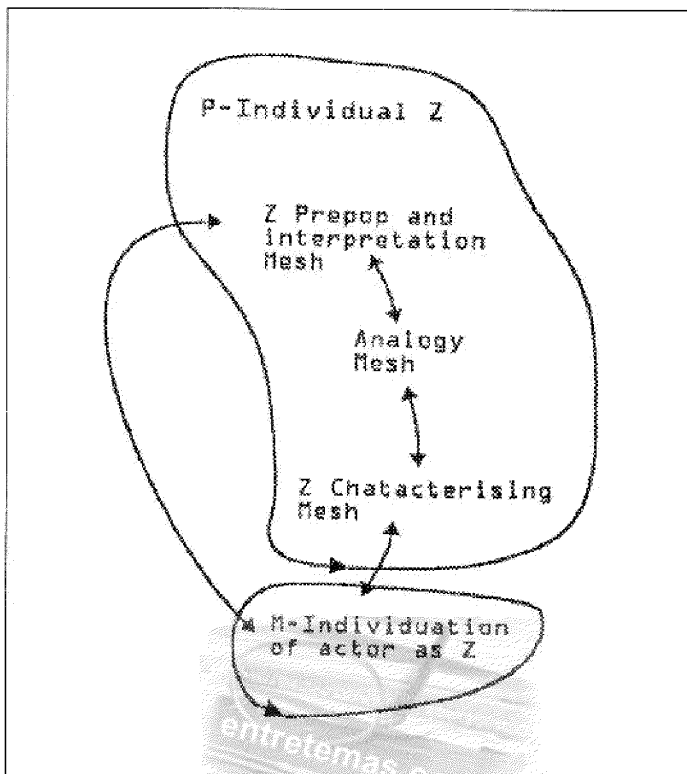 P-Individual Z
Z Prepop and
interpretation
Mesh
Analogy
Mesh
Z Chatacterising
Mesh
M-Individuation
of actor as Z
entretemas